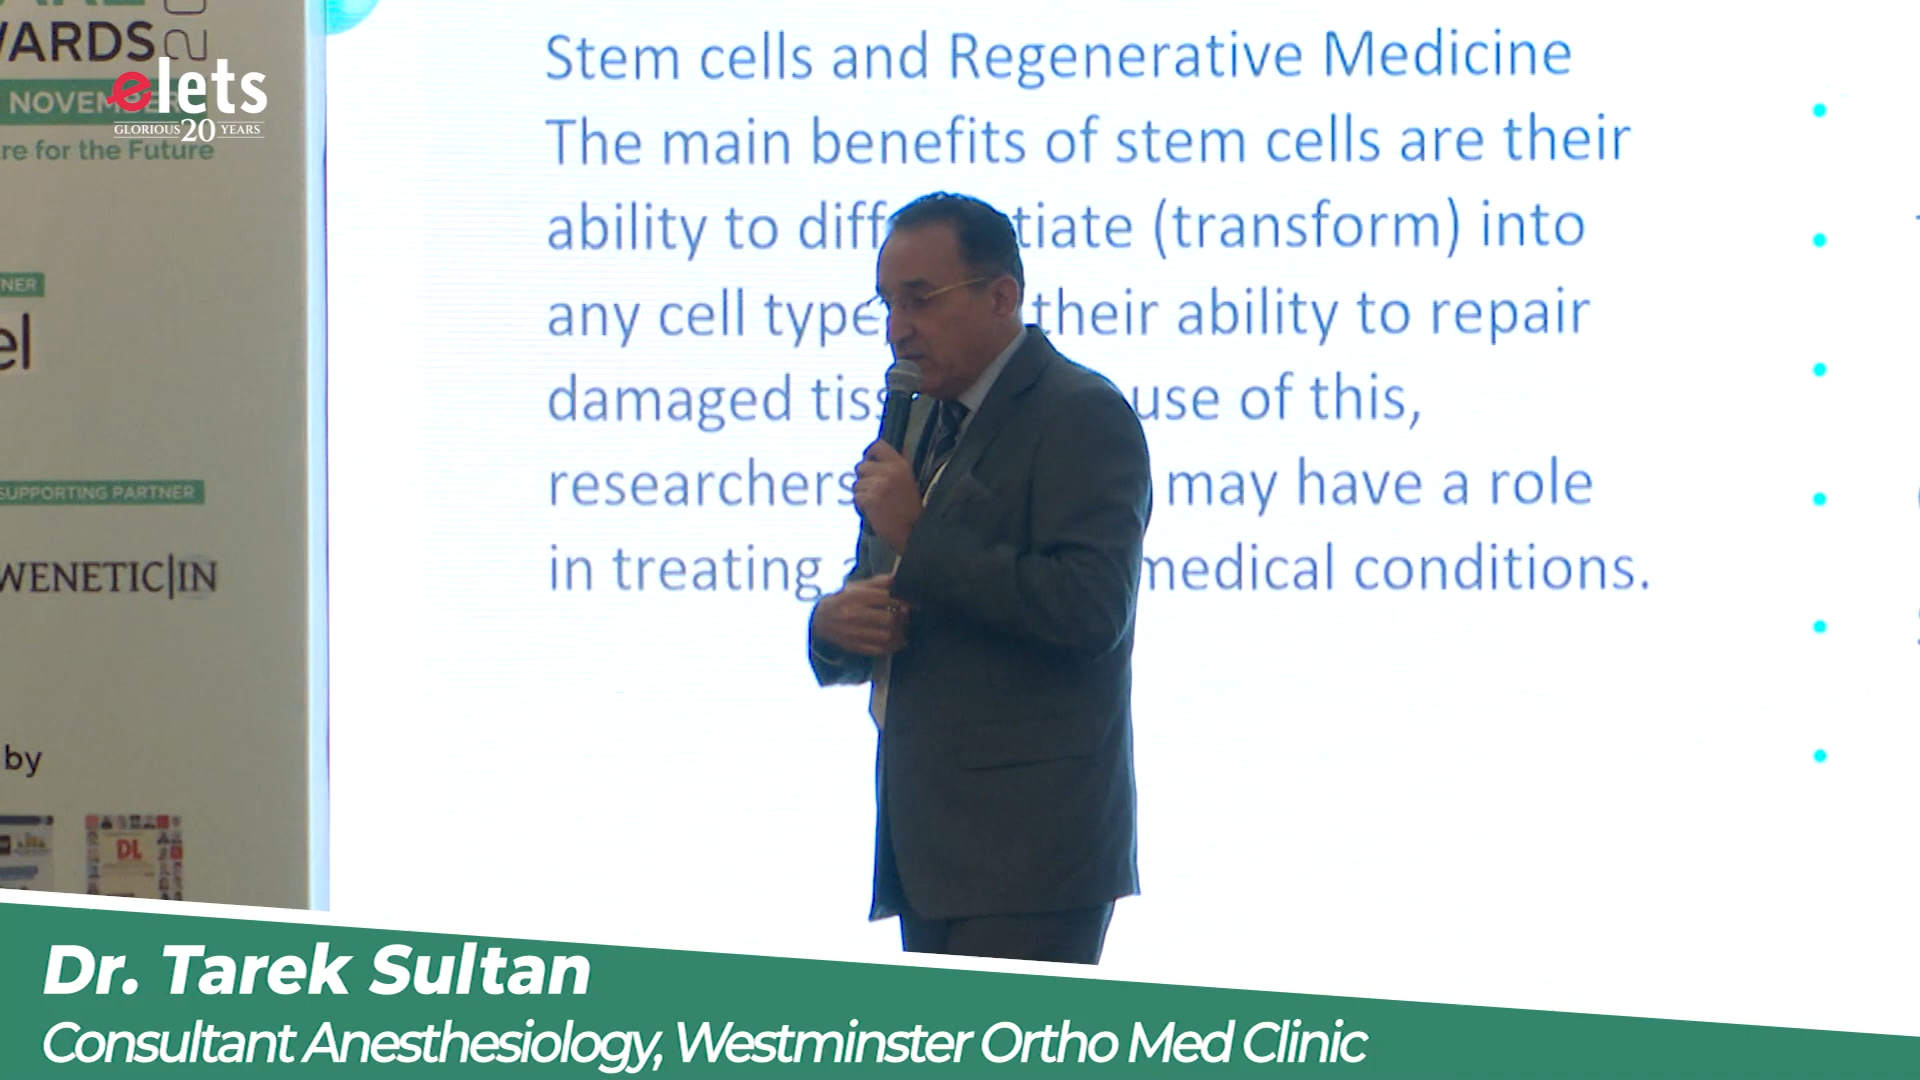 WARDS
NOVEMBER
re for the Future
elets
GLORIOUS 20 YEARS
NER
el
SUPPORTING PARTNER
WENETIC|IN
by
DL
Stem cells and Regenerative Medicine
The main benefits of stem cells are their
ability to diff tiate (transform) into
any cell type their ability to repair
damaged tiss use of this,
researchers may have a role
in treating medical conditions.
Dr. Tarek Sultan
Consultant Anesthesiology, Westminster Ortho Med Clinic